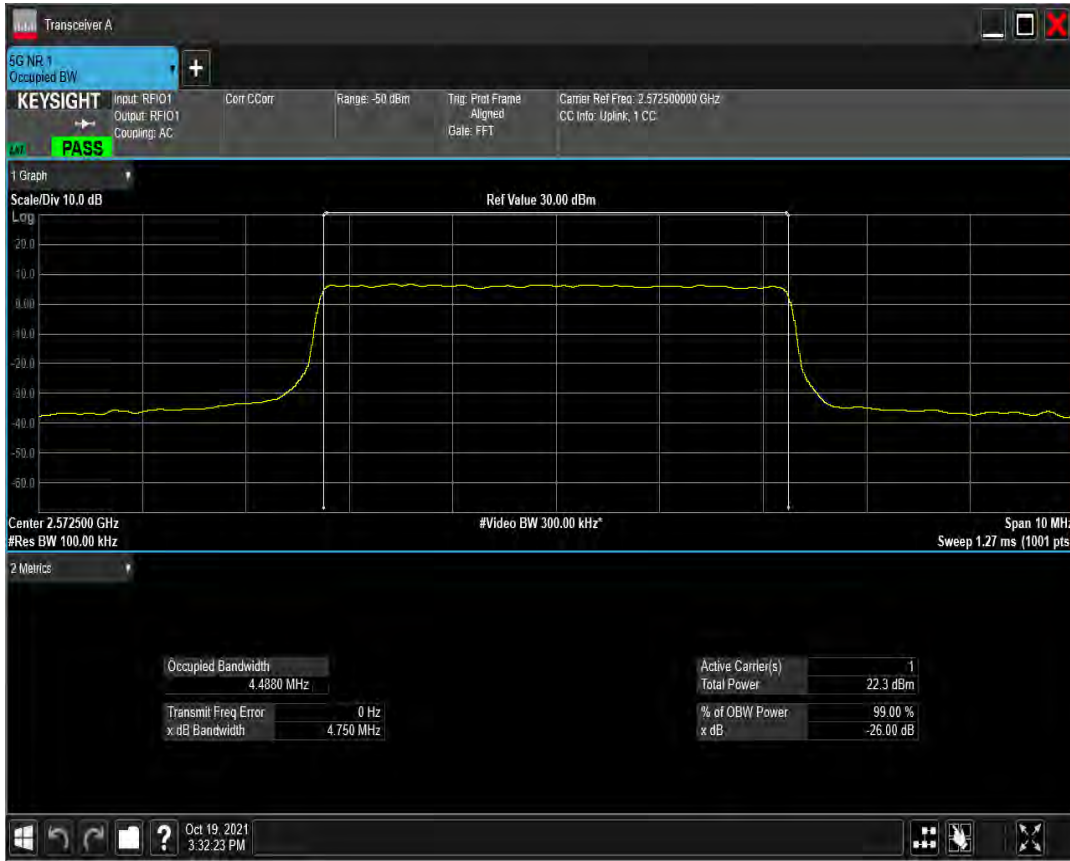 Transceiver A
5G NR 1
Occupied BW
+
KEYSIGHT
PASS
Input: RFIO1
Output: RFIO1
Coupling: AC
Corr CCorr
Range: -50 dBm
Trig: Prot Frame
Aligned
Gate: FFT
Carrier Ref Freq: 2.572500000 GHz
CC Info: Uplink, 1 CC
1 Graph
Scale/Div 10.0 dB
Ref Value 30.00 dBm
Log
20.0
10.0
0.00
-10.0
-20.0
-30.0
-40.0
-50.0
-60.0
Center 2.572500 GHz
#Video BW 300.00 kHz*
Span 10 MHz
#Res BW 100.00 kHz
Sweep 1.27 ms (1001 pts
2 Metrics
Occupied Bandwidth
4.4880 MHz
Transmit Freq Error 0 Hz
x dB Bandwidth 4.750 MHz
Active Carrier(s) 1
Total Power 22.3 dBm
% of OBW Power 99.00 %
x dB -26.00 dB
?
Oct 19, 2021
3:32:23 PM